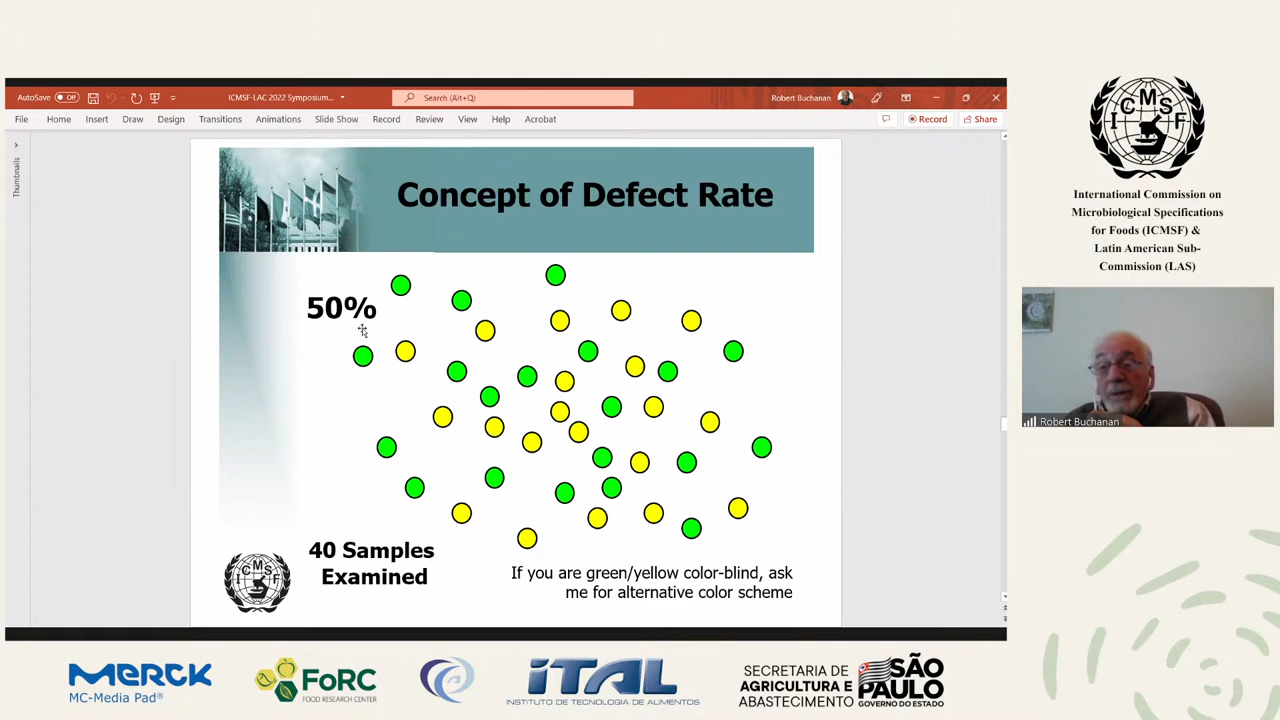 AutoSave Off ICMSF-LAC 2022 Symposium... Search (Alt+Q) Robert Buchanan
File Home Insert Draw Design Transitions Animations Slide Show Record Review View Help Acrobat Record Share
Thumbnails
Concept of Defect Rate
50%
40 Samples
Examined
If you are green/yellow color-blind, ask
me for alternative color scheme
ICMSF
ICMSF
International Commission on
Microbiological Specifications
for Foods (ICMSF) &
Latin American Sub-
Commission (LAS)
Robert Buchanan
MERCK
MC-Media Pad®
FoRC
FOOD RESEARCH CENTER
iTAL
INSTITUTO DE TECNOLOGIA DE ALIMENTOS
SECRETARIA DE
AGRICULTURA E
ABASTECIMENTO
SÃO
PAULO
GOVERNO DO ESTADO